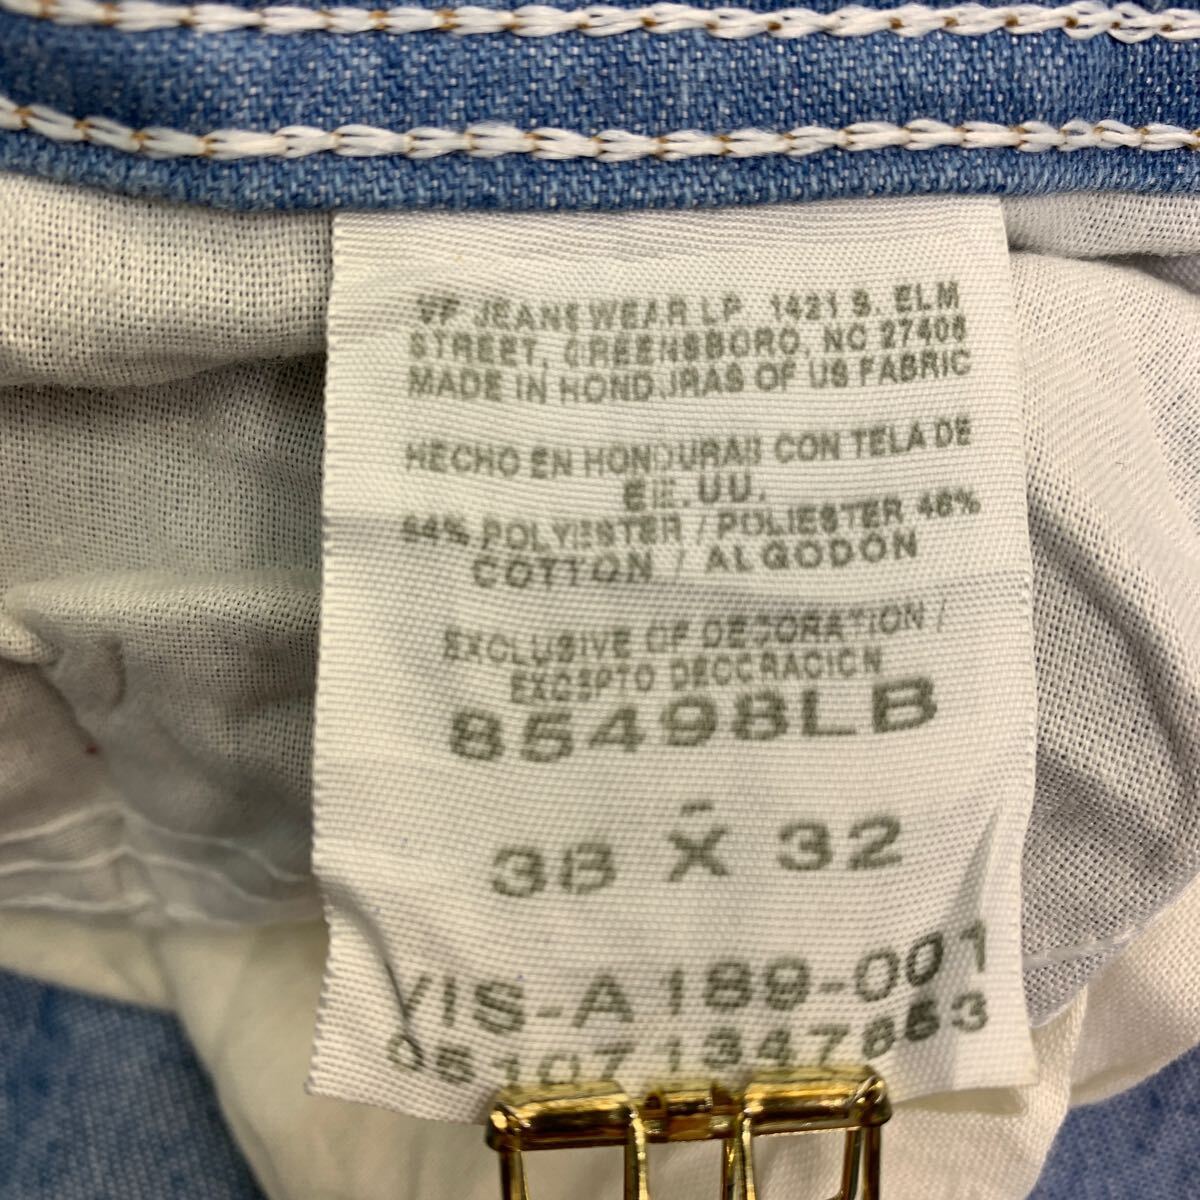 VF JEANSWEAR LP 1421 S. ELM
STREET, GREENSBORO, NC 27406
MADE IN HONDURAS OF US FABRIC
HECHO EN HONDURAS CON TELA DE
EE.UU.
54% POLYESTER / POLIESTER 46%
COTTON / ALGODON
EXCLUSIVE OF DECORATION /
EXCEPTO DECORACION
85498LB
36 X 32
VIS-A189-001
051071347853